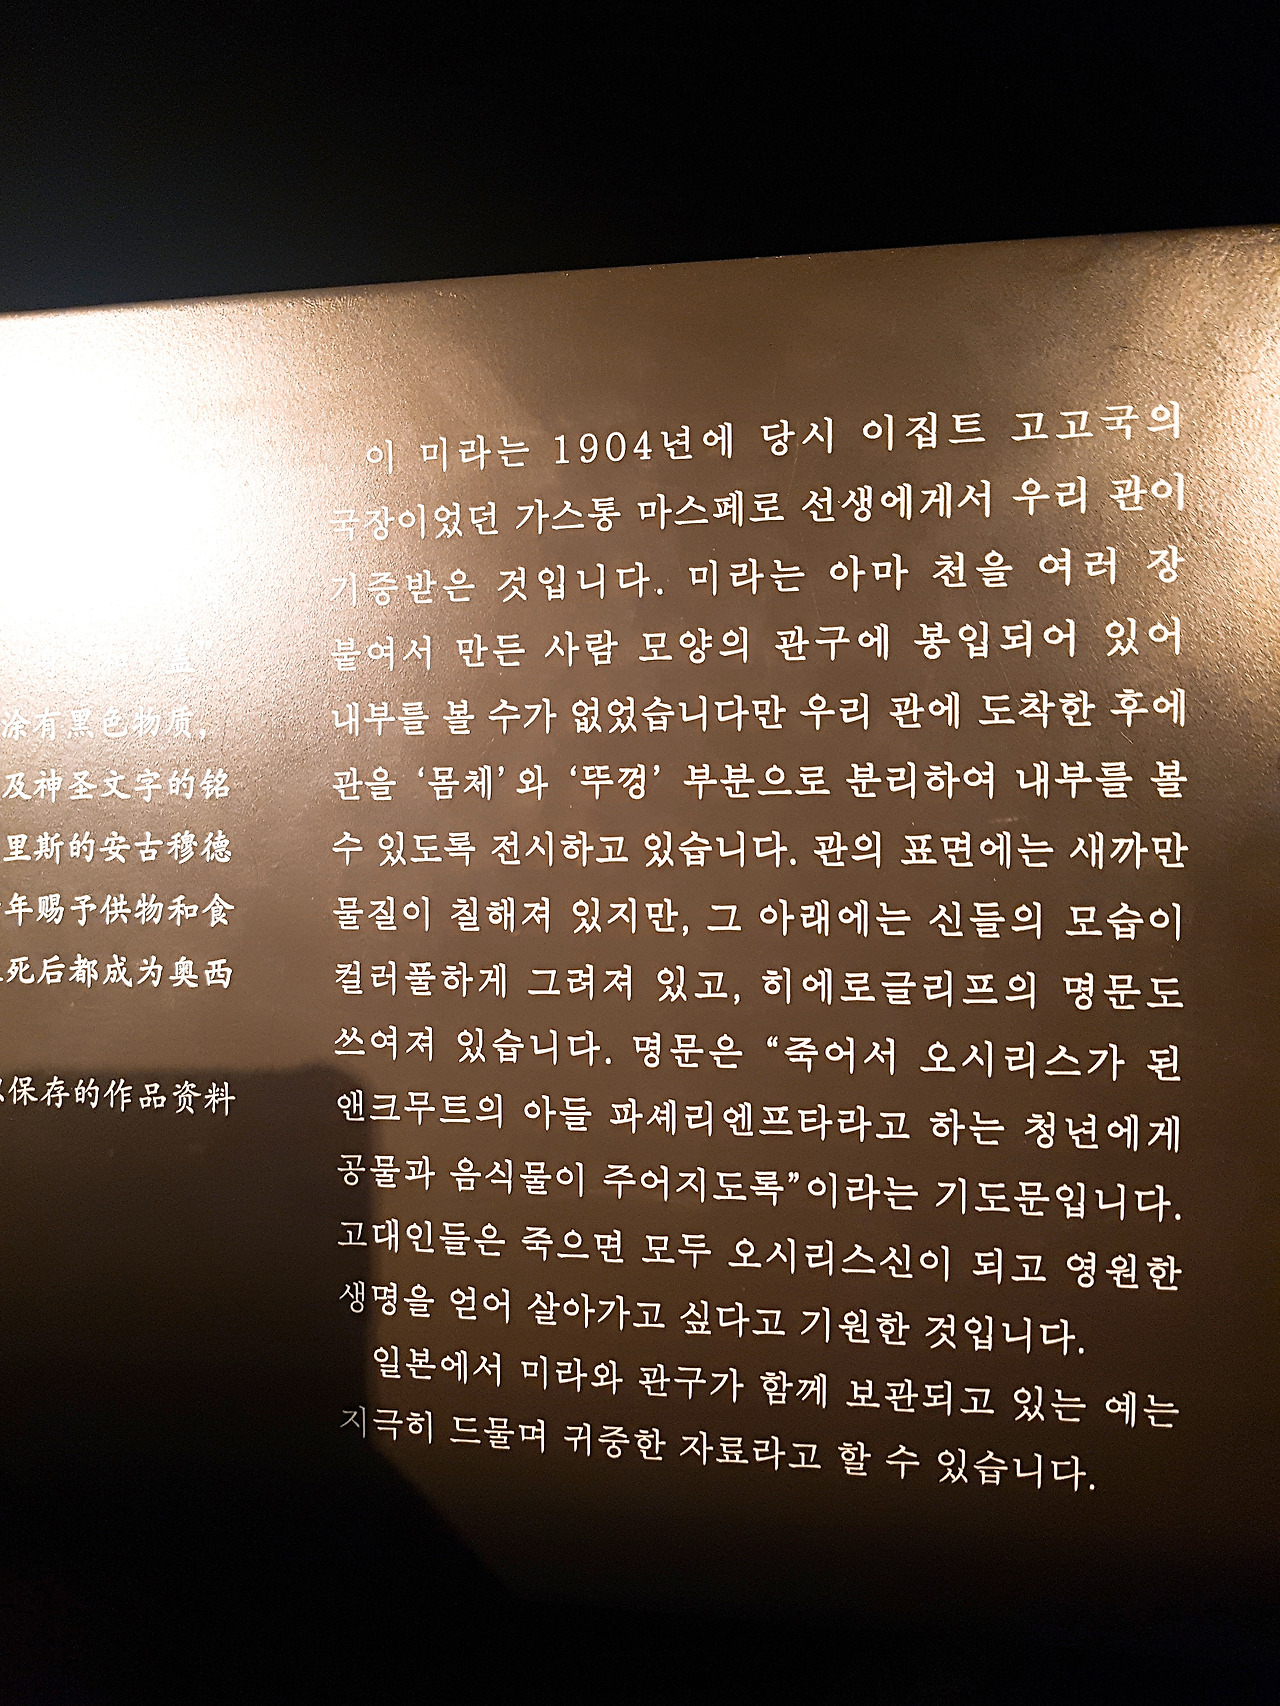 涂有黑色物质，
及神圣文字的铭
里斯的安古穆德
年赐予供物和食
死后都成为奥西
保存的作品资料
이 미라는 1904년에 당시 이집트 고고국의
국장이었던 가스통 마스페로 선생에게서 우리 관이
기증받은 것입니다. 미라는 아마 천을 여러 장
붙여서 만든 사람 모양의 관구에 봉입되어 있어
내부를 볼 수가 없었습니다만 우리 관에 도착한 후에
관을 ‘몸체’와 ‘뚜껑’ 부분으로 분리하여 내부를 볼
수 있도록 전시하고 있습니다. 관의 표면에는 새까만
물질이 칠해져 있지만, 그 아래에는 신들의 모습이
컬러풀하게 그려져 있고, 히에로글리프의 명문도
쓰여져 있습니다. 명문은 “죽어서 오시리스가 된
앤크무트의 아들 파셰리엔프타라고 하는 청년에게
공물과 음식물이 주어지도록”이라는 기도문입니다.
고대인들은 죽으면 모두 오시리스신이 되고 영원한
생명을 얻어 살아가고 싶다고 기원한 것입니다.
일본에서 미라와 관구가 함께 보관되고 있는 예는
지극히 드물며 귀중한 자료라고 할 수 있습니다.